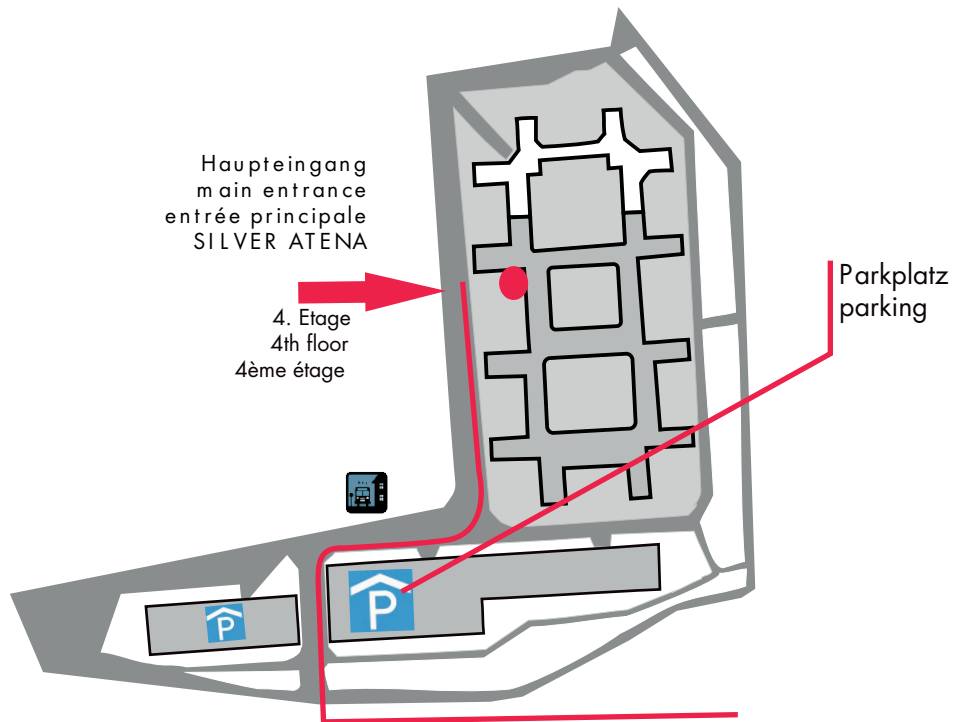 Haupteingang
main entrance
entrée principale
SILVER ATENA
4. Etage
4th floor
4ème étage
Parkplatz
parking
P
P